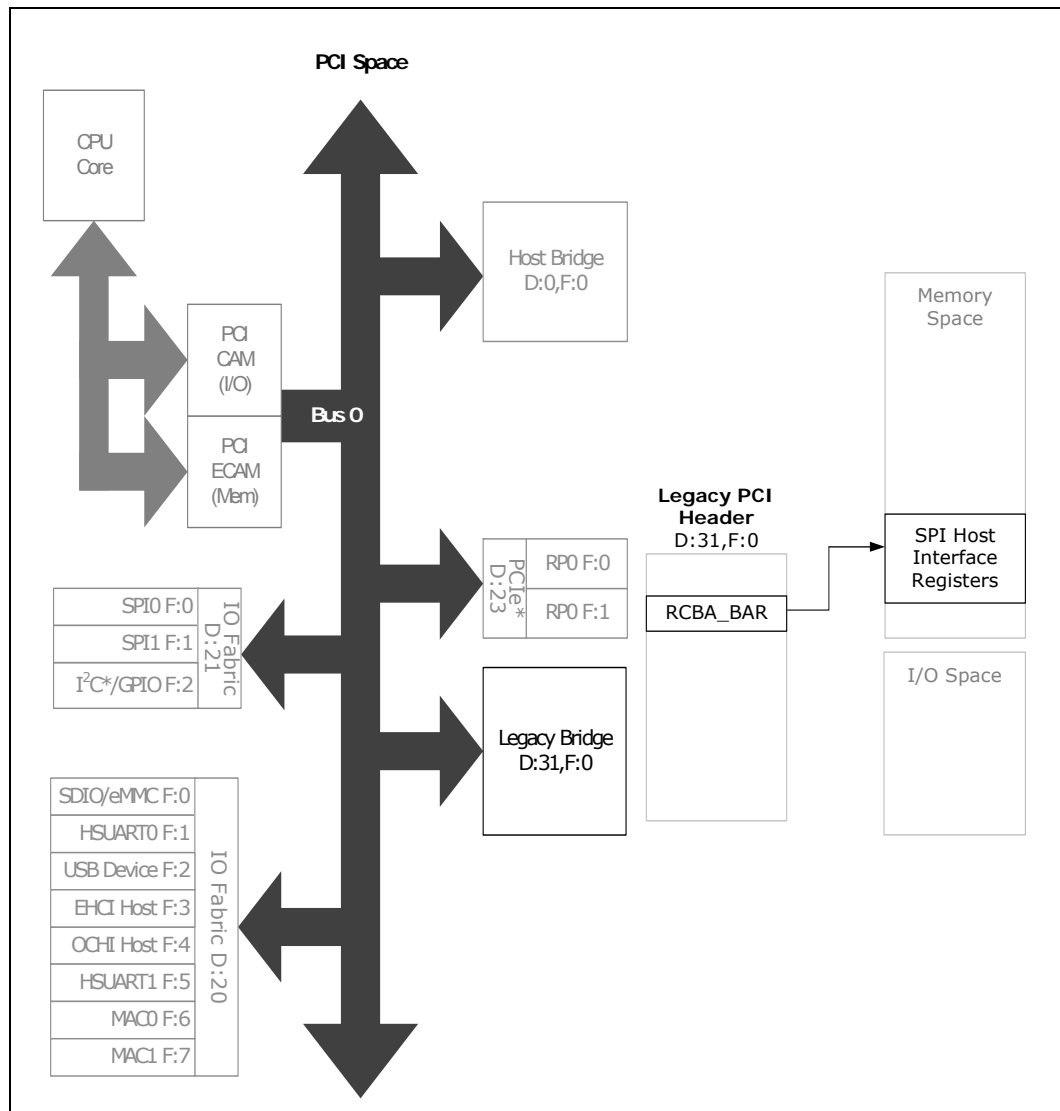 PCI Space
CPU
Core
Host Bridge
D:0,F:0
Memory
Space
PCI
CAM
(I/O)
Bus 0
PCI
ECAM
(Mem)
Legacy PCI
Header
D:31,F:0
SPI Host
Interface
Registers
PCIe*
D:23
RP0 F:0
RP0 F:1
RCBA_BAR
SPI0 F:0
SPI1 F:1
I²C*/GPIO F:2
IO Fabric
D:21
I/O Space
Legacy Bridge
D:31,F:0
SDIO/eMMC F:0
HSUART0 F:1
USB Device F:2
EHCI Host F:3
OCHI Host F:4
HSUART1 F:5
MAC0 F:6
MAC1 F:7
IO Fabric D:20